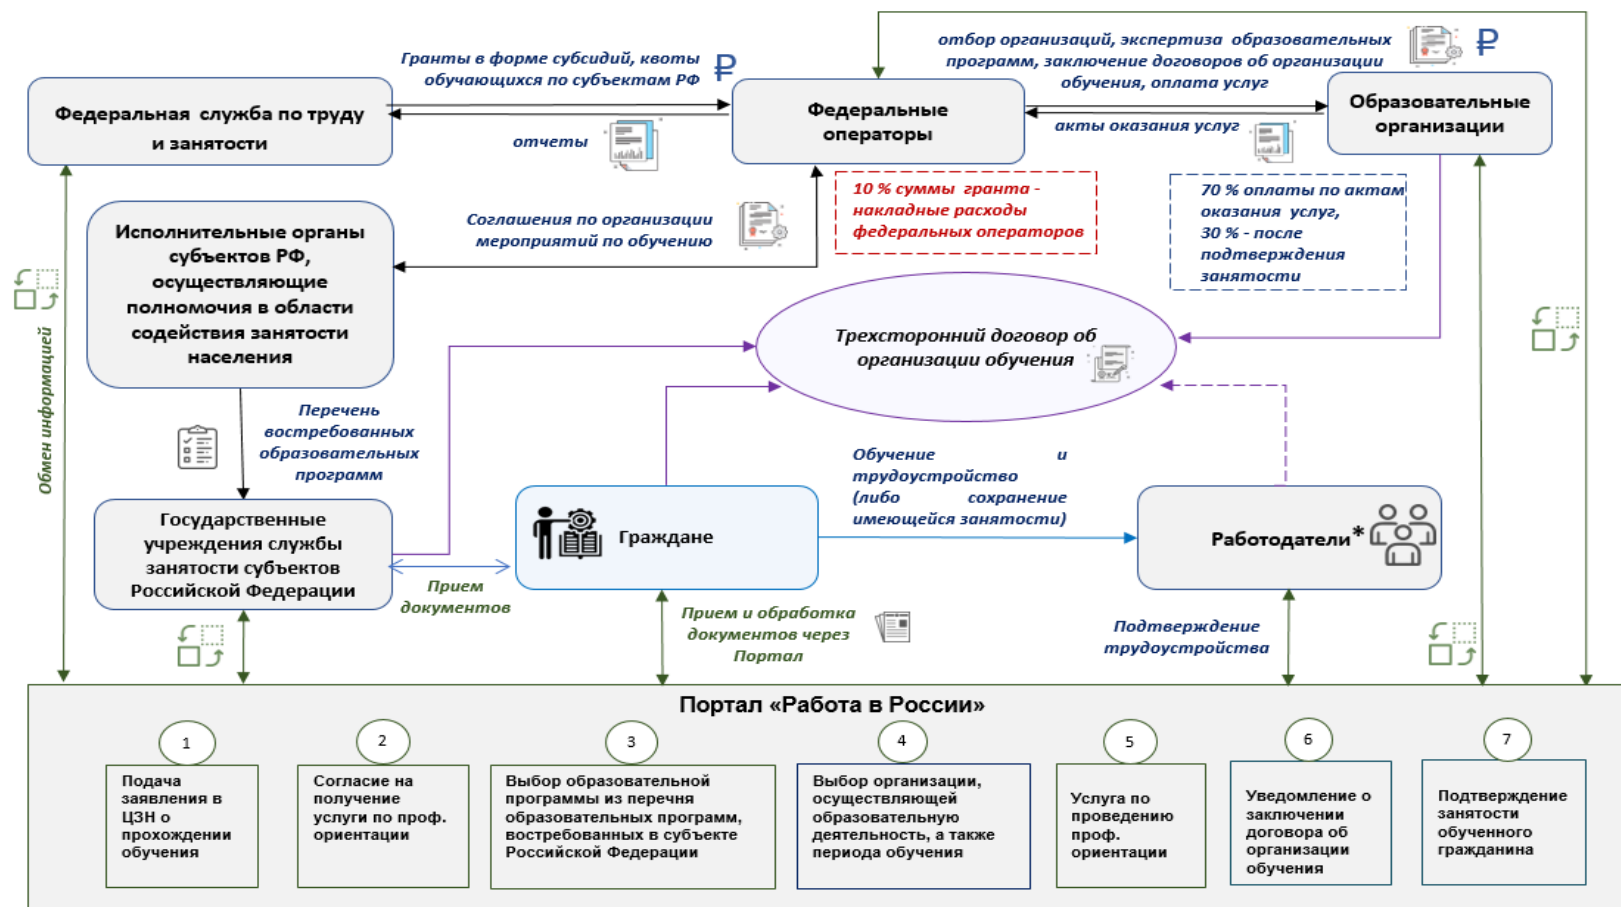 Гранты в форме субсидий, квоты
обучающихся по субъектам РФ
₽
отбор организаций, экспертиза образовательных
программ, заключение договоров об организации
обучения, оплата услуг
₽
Федеральная служба по труду
и занятости
Федеральные
операторы
Образовательные
организации
отчеты
акты оказания услуг
10 % суммы гранта -
накладные расходы
федеральных операторов
70 % оплаты по актам
оказания услуг,
30 % - после
подтверждения
занятости
Соглашения по организации
мероприятий по обучению
Исполнительные органы
субъектов РФ,
осуществляющие
полномочия в области
содействия занятости
населения
Трехсторонний договор об
организации обучения
Обмен информацией
Перечень
востребованных
образовательных
программ
Обучение и
трудоустройство
(либо сохранение
имеющейся занятости)
Государственные
учреждения службы
занятости субъектов
Российской Федерации
Граждане
Работодатели*
Прием
документов
Прием и обработка
документов через
Портал
Подтверждение
трудоустройства
Портал «Работа в России»
1
Подача
заявления в
ЦЗН о
прохождении
обучения
2
Согласие на
получение
услуги по проф.
ориентации
3
Выбор образовательной
программы из перечня
образовательных программ,
востребованных в субъекте
Российской Федерации
4
Выбор организации,
осуществляющей
образовательную
деятельность, а также
периода обучения
5
Услуга по
проведению
проф.
ориентации
6
Уведомление о
заключении
договора об
организации
обучения
7
Подтверждение
занятости
обученного
гражданина